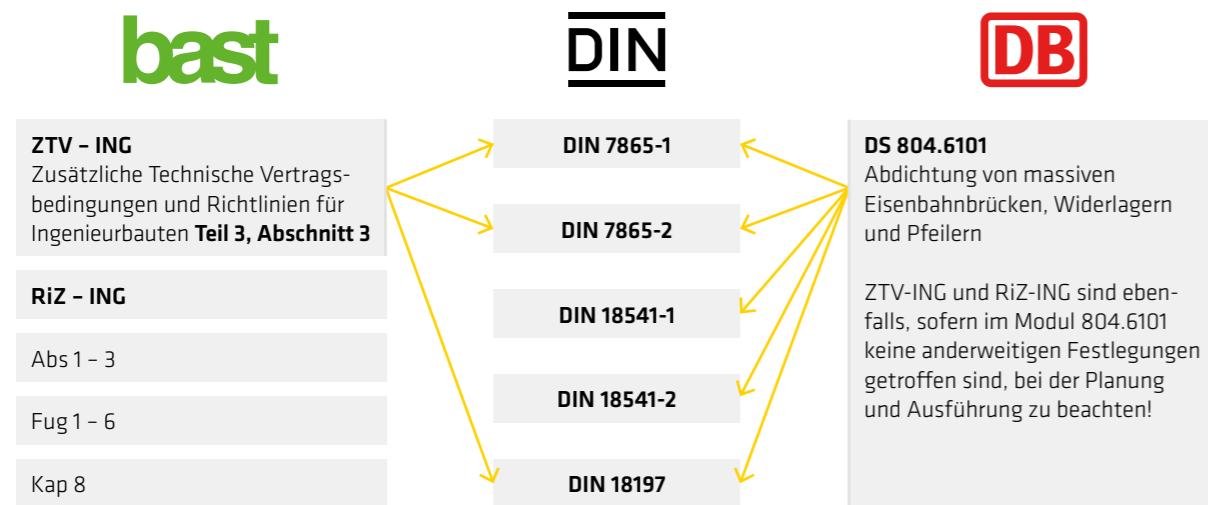 bast
ZTV – ING
Zusätzliche Technische Vertrags-
bedingungen und Richtlinien für
Ingenieurbauten Teil 3, Abschnitt 3
RiZ – ING
Abs 1 – 3
Fug 1 – 6
Kap 8
DIN
DIN 7865-1
DIN 7865-2
DIN 18541-1
DIN 18541-2
DIN 18197
DB
DS 804.6101
Abdichtung von massiven
Eisenbahnbrücken, Widerlagern
und Pfeilern
ZTV-ING und RiZ-ING sind eben-
falls, sofern im Modul 804.6101
keine anderweitigen Festlegungen
getroffen sind, bei der Planung
und Ausführung zu beachten!